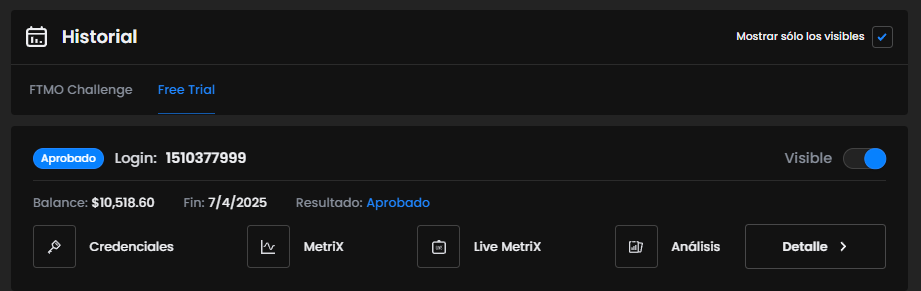 Historial
Mostrar sólo los visibles
FTMO Challenge Free Trial
Aprobado Login: 1510377999 Visible
Balance: $10,518.60 Fin: 7/4/2025 Resultado: Aprobado
Credenciales MetriX Live MetriX Análisis Detalle